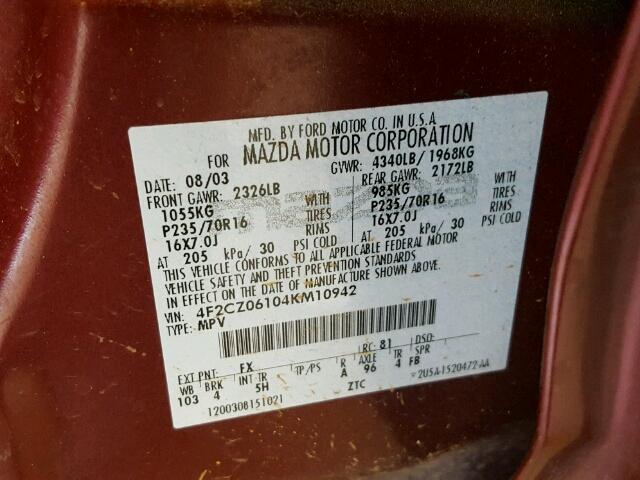 MFD. BY FORD MOTOR CO. IN U.S.A.
FOR MAZDA MOTOR CORPORATION
DATE: 08/03 GVWR: 4340LB/1968KG
FRONT GAWR: 2326LB REAR GAWR: 2172LB
1055KG WITH 985KG WITH
P235/70R16 TIRES P235/70R16 TIRES
16X7.0J RIMS 16X7.0J RIMS
AT 205 kPa/ 30 PSI COLD AT 205 kPa/ 30 PSI COLD
THIS VEHICLE CONFORMS TO ALL APPLICABLE FEDERAL MOTOR
VEHICLE SAFETY AND THEFT PREVENTION STANDARDS
IN EFFECT ON THE DATE OF MANUFACTURE SHOWN ABOVE.
VIN: 4F2CZ06104KM10942
TYPE: MPV
EXT PNT: FX RC: 81 DSO:
WB BRK INT TR TP/PS R AXLE TR SPR
103 4 5H A 96 4 FB
1200308151021 ZTC